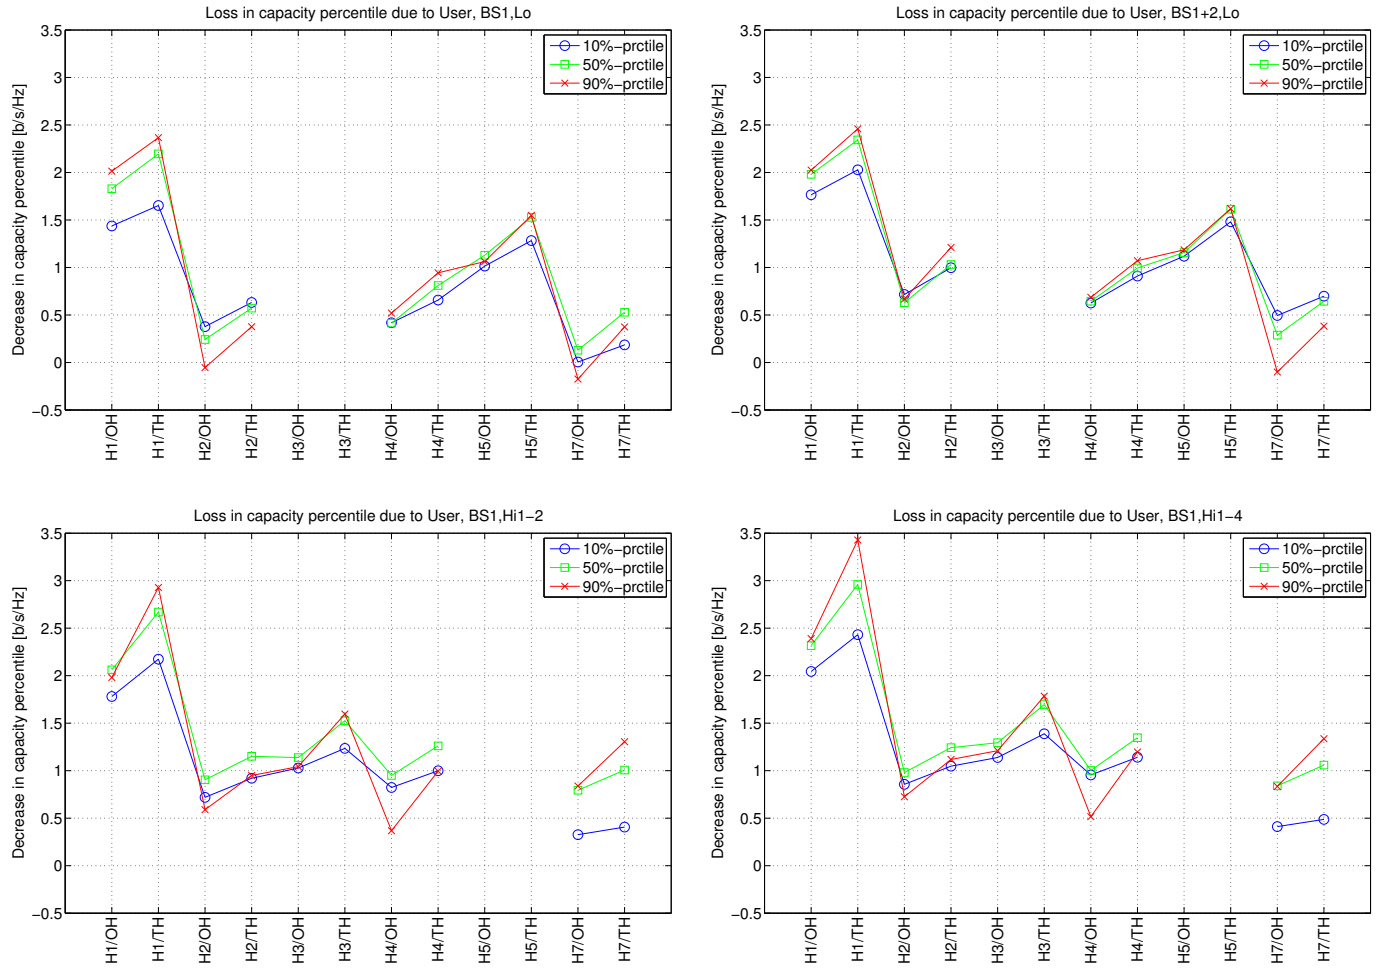 Loss in capacity percentile due to User, BS1,Lo
Decrease in capacity percentile [b/s/Hz]
3.5
3
2.5
2
1.5
1
0.5
0
−0.5
10%−prctile
50%−prctile
90%−prctile
H1/OH
H1/TH
H2/OH
H2/TH
H3/OH
H3/TH
H4/OH
H4/TH
H5/OH
H5/TH
H7/OH
H7/TH
Loss in capacity percentile due to User, BS1+2,Lo
Decrease in capacity percentile [b/s/Hz]
3.5
3
2.5
2
1.5
1
0.5
0
−0.5
10%−prctile
50%−prctile
90%−prctile
H1/OH
H1/TH
H2/OH
H2/TH
H3/OH
H3/TH
H4/OH
H4/TH
H5/OH
H5/TH
H7/OH
H7/TH
Loss in capacity percentile due to User, BS1,Hi1−2
Decrease in capacity percentile [b/s/Hz]
3.5
3
2.5
2
1.5
1
0.5
0
−0.5
10%−prctile
50%−prctile
90%−prctile
H1/OH
H1/TH
H2/OH
H2/TH
H3/OH
H3/TH
H4/OH
H4/TH
H5/OH
H5/TH
H7/OH
H7/TH
Loss in capacity percentile due to User, BS1,Hi1−4
Decrease in capacity percentile [b/s/Hz]
3.5
3
2.5
2
1.5
1
0.5
0
−0.5
10%−prctile
50%−prctile
90%−prctile
H1/OH
H1/TH
H2/OH
H2/TH
H3/OH
H3/TH
H4/OH
H4/TH
H5/OH
H5/TH
H7/OH
H7/TH